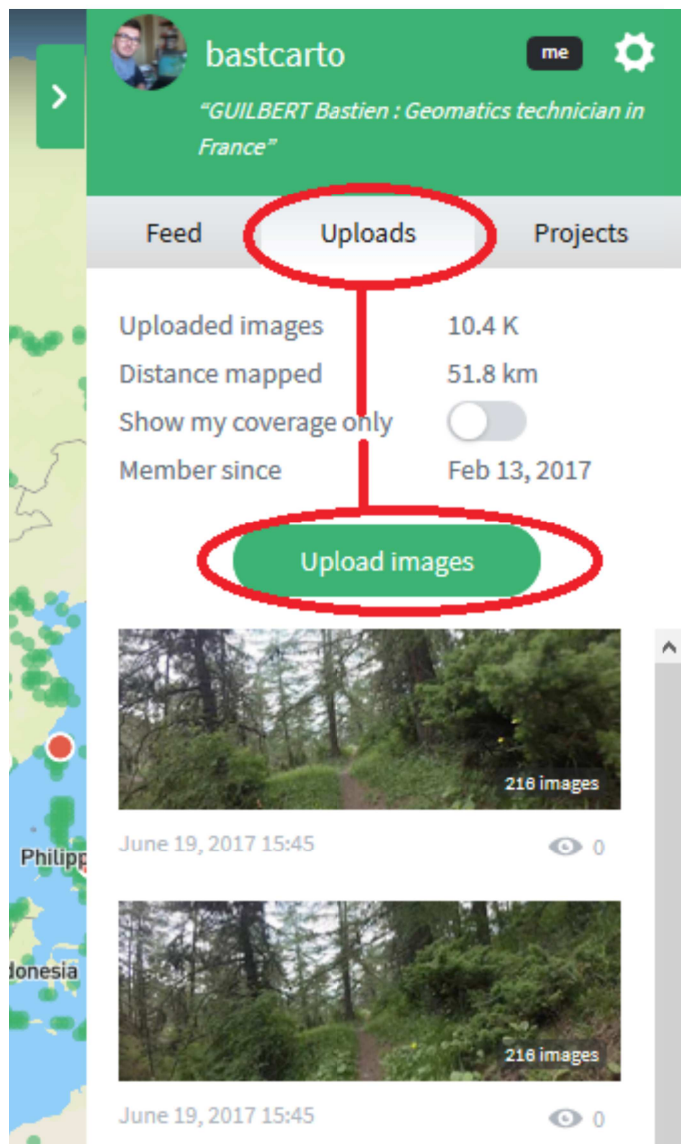 bastcarto me
“GUILBERT Bastien : Geomatics technician in
France”
Feed Uploads Projects
Uploaded images 10.4 K
Distance mapped 51.8 km
Show my coverage only
Member since Feb 13, 2017
Upload images
216 images
June 19, 2017 15:45 0
Philipp
donesia
216 images
June 19, 2017 15:45 0